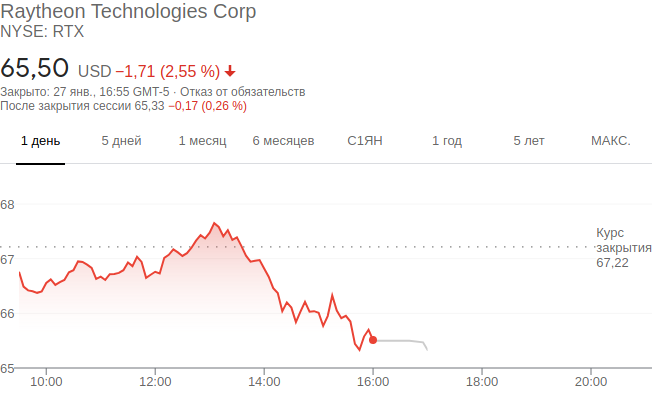 Raytheon Technologies Corp
NYSE: RTX
65,50 USD −1,71 (2,55 %)
Закрыто: 27 янв., 16:55 GMT-5 · Отказ от обязательств
После закрытия сессии 65,33 −0,17 (0,26 %)
1 день 5 дней 1 месяц 6 месяцев С1ЯН 1 год 5 лет МАКС.
68
Курс
закрытия
67,22
67
66
65
10:00 12:00 14:00 16:00 18:00 20:00